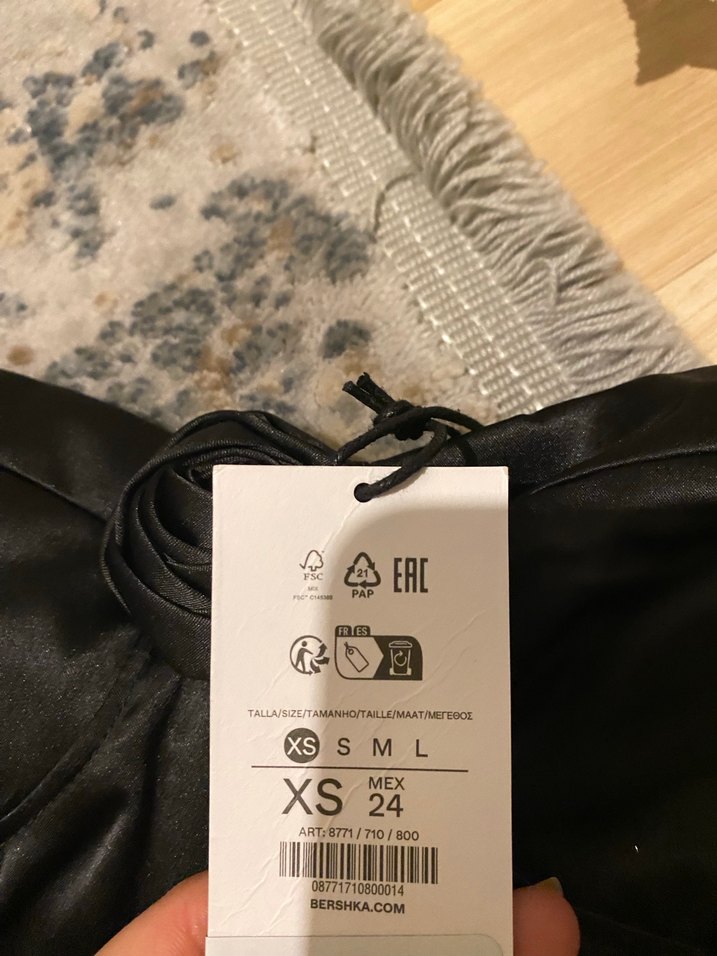 FSC
MIX
FSC™ C145389
21
PAP
EAC
FR ES
TALLA/SIZE/TAMANHO/TAILLE/MAAT/ΜΕΓΕΘΟΣ
XS S M L
XS MEX 24
ART: 8771 / 710 / 800
08771710800014
BERSHKA.COM